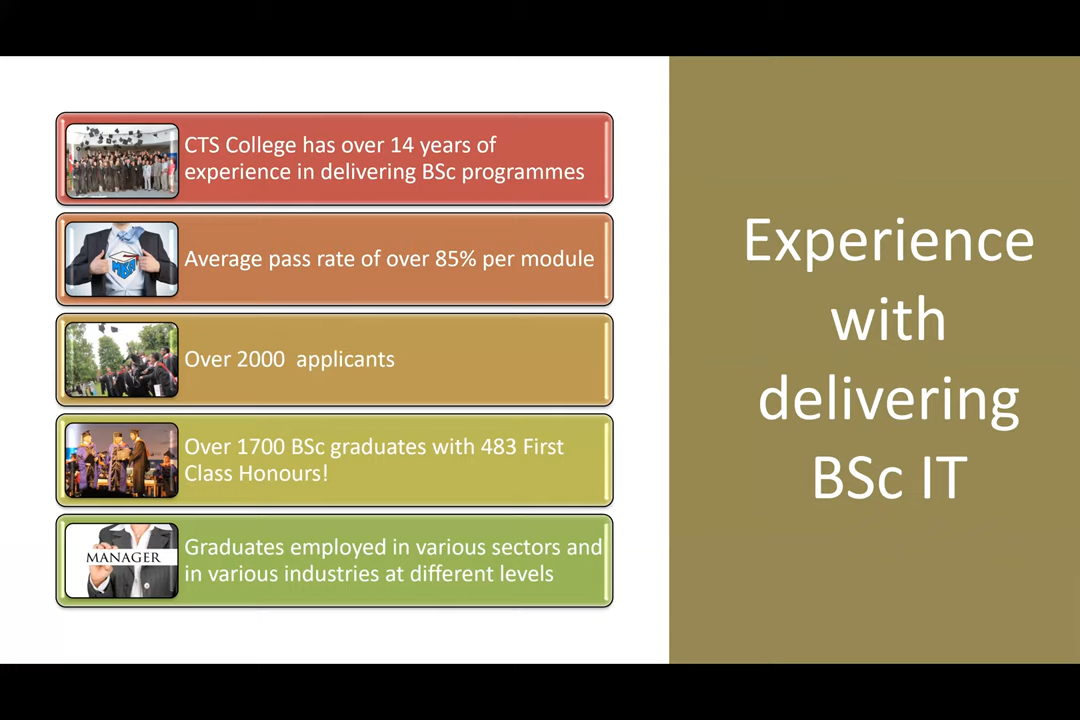 CTS College has over 14 years of
experience in delivering BSc programmes
Average pass rate of over 85% per module
Over 2000  applicants
Over 1700 BSc graduates with 483 First
Class Honours!
MANAGER
Graduates employed in various sectors and
in various industries at different levels
Experience
with
delivering
BSc IT